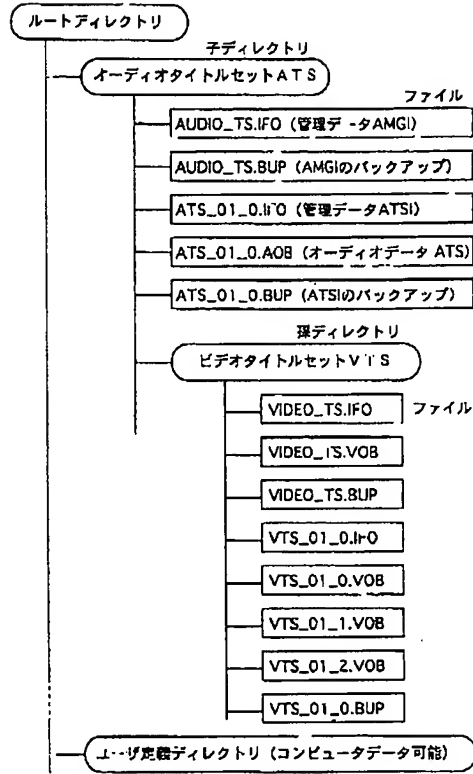 ルートディレクトリ
子ディレクトリ
オーディオタイトルセットATS
ファイル
AUDIO_TS.IFO (管理データAMGI)
AUDIO_TS.BUP (AMGIのバックアップ)
ATS_01_0.IFO (管理データATSI)
ATS_01_0.AOB (オーディオデータ ATS)
ATS_01_0.BUP (ATSIのバックアップ)
孫ディレクトリ
ビデオタイトルセットVTS
VIDEO_TS.IFO
ファイル
VIDEO_TS.VOB
VIDEO_TS.BUP
VTS_01_0.IFO
VTS_01_0.VOB
VTS_01_1.VOB
VTS_01_2.VOB
VTS_01_0.BUP
ユーザ定義ディレクトリ (コンピュータデータ可能)